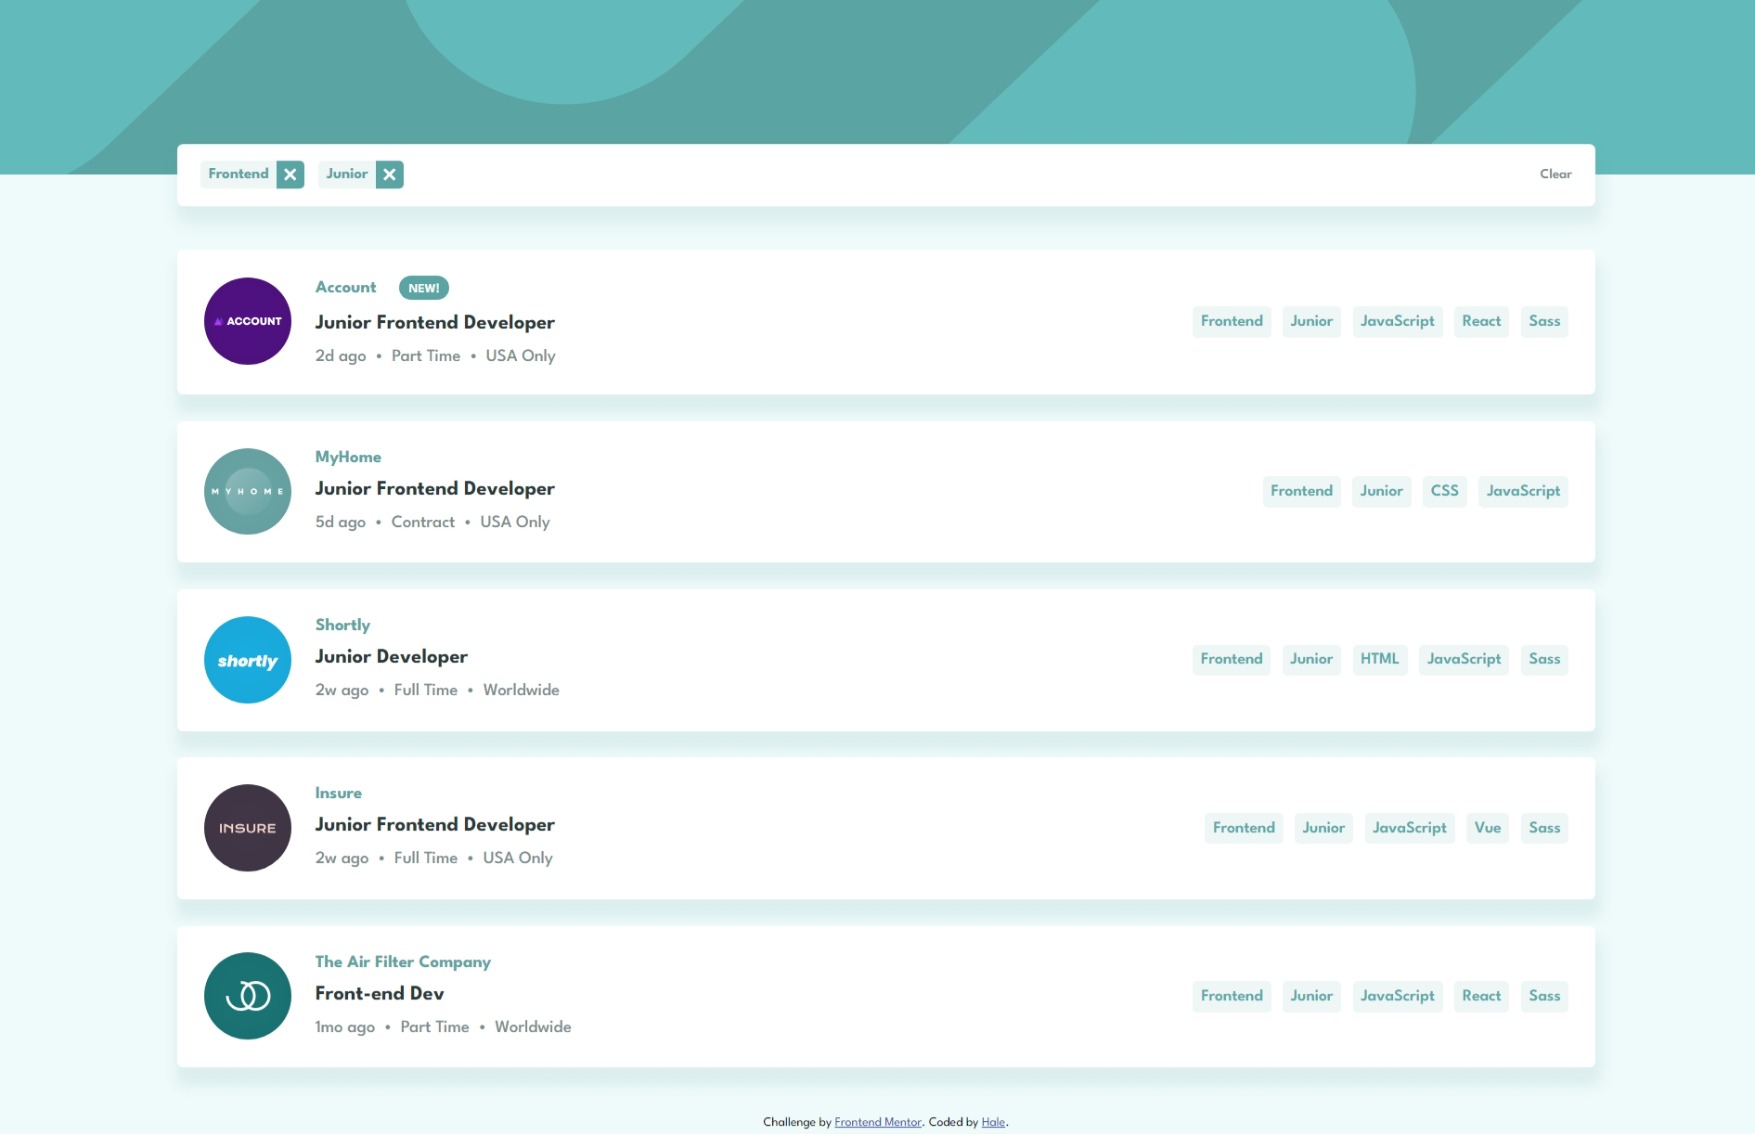 Frontend Junior Clear
ACCOUNT
Account NEW!
Junior Frontend Developer
2d ago • Part Time • USA Only
Frontend Junior JavaScript React Sass
MYHOME
MyHome
Junior Frontend Developer
5d ago • Contract • USA Only
Frontend Junior CSS JavaScript
shortly
Shortly
Junior Developer
2w ago • Full Time • Worldwide
Frontend Junior HTML JavaScript Sass
INSURE
Insure
Junior Frontend Developer
2w ago • Full Time • USA Only
Frontend Junior JavaScript Vue Sass
The Air Filter Company
Front-end Dev
1mo ago • Part Time • Worldwide
Frontend Junior JavaScript React Sass
Challenge by Frontend Mentor. Coded by Hale.